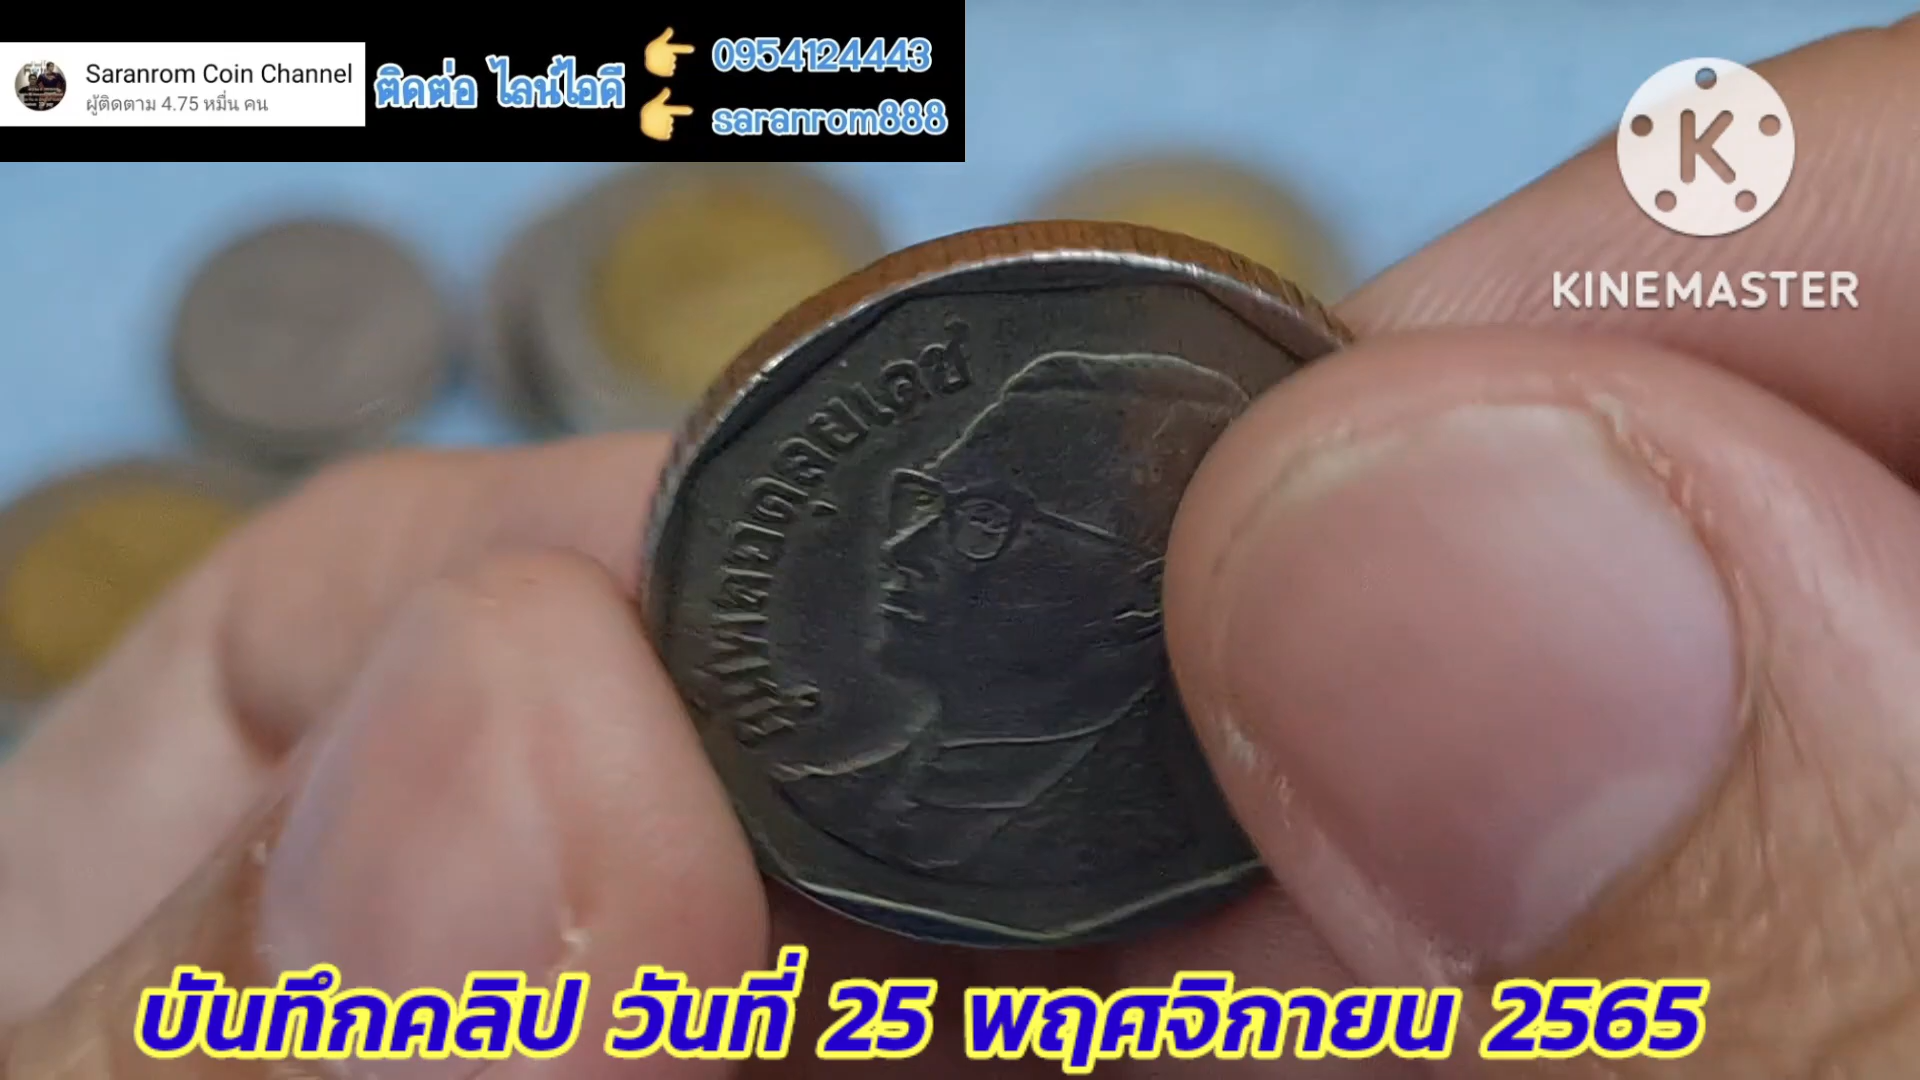 Saranrom Coin Channel
ผู้ติดตาม 4.75 หมื่น คน
ติดต่อ ไลน์ไอดี
👉 0954124443
👉 saranrom888
K
KINEMASTER
ภูมิพลอดุลยเดช
บันทึกคลิป วันที่ 25 พฤศจิกายน 2565